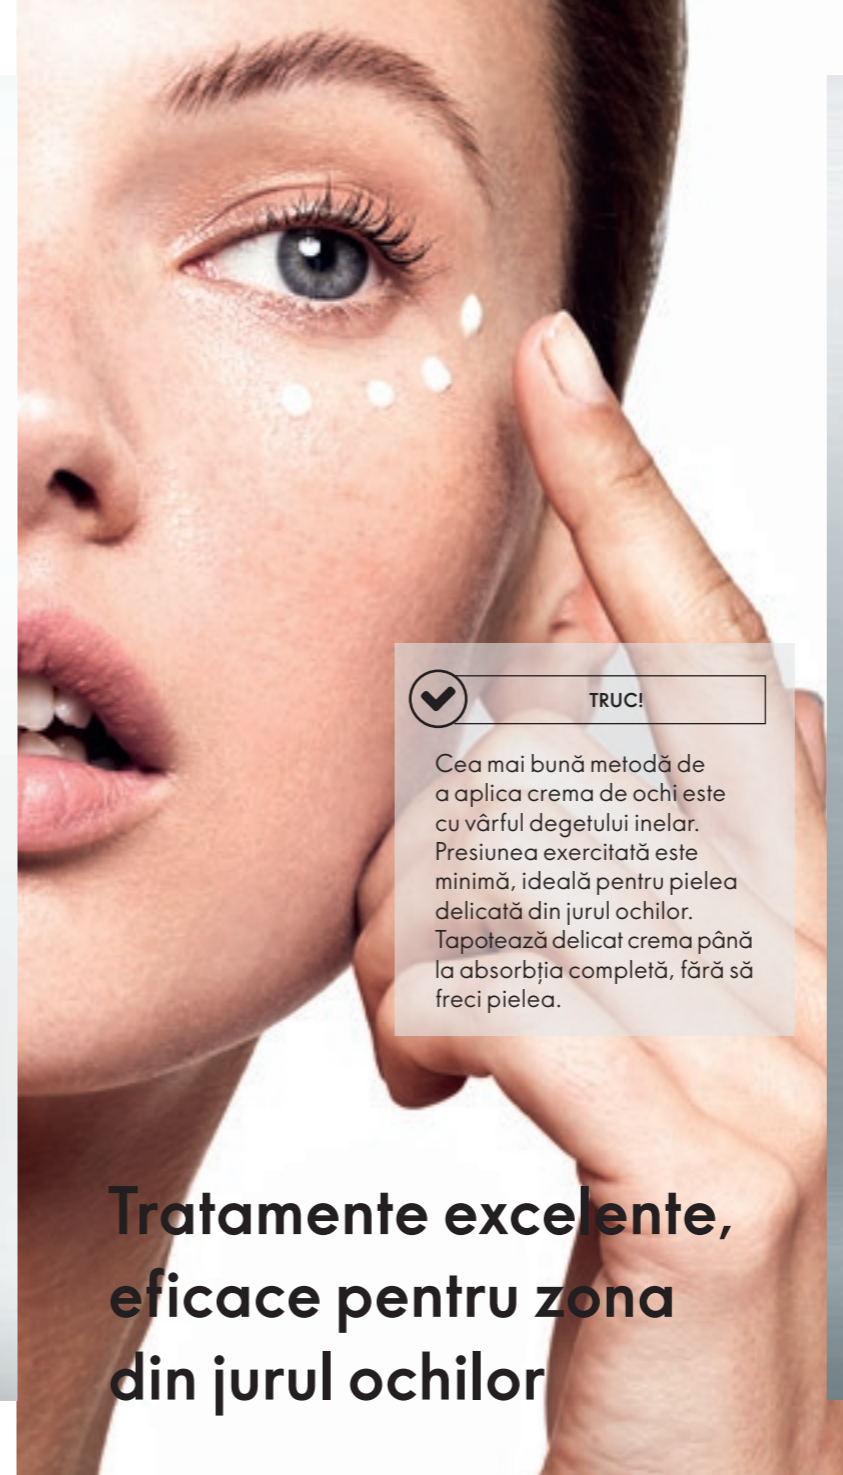 TRUC!
Cea mai bună metodă de
a aplica crema de ochi este
cu vârful degetului inelar.
Presiunea exercitată este
minimă, ideală pentru pielea
delicată din jurul ochilor.
Tapotează delicat crema până
la absorbția completă, fără să
freci pielea.
Tratamente excelente,
eficace pentru zona
din jurul ochilor